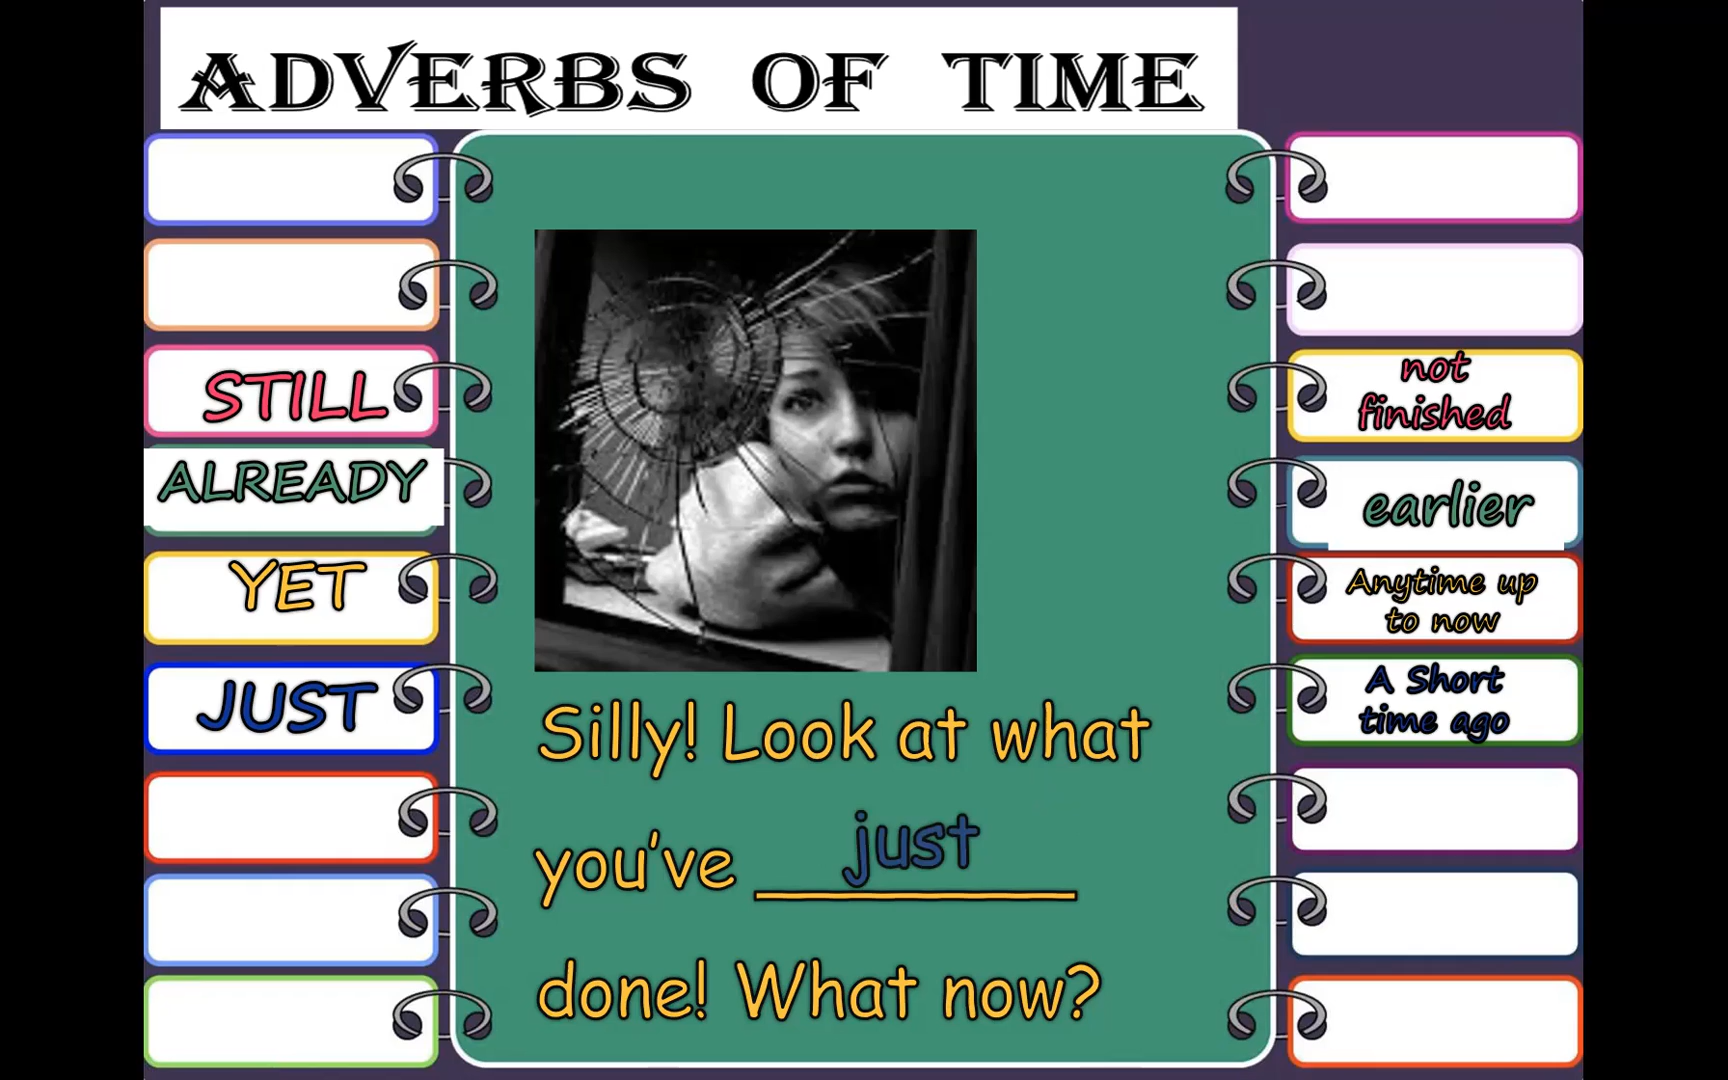 ADVERBS OF TIME
STILL
ALREADY
YET
JUST
Silly! Look at what
you've just
done! What now?
not
finished
earlier
Anytime up
to now
A Short
time ago